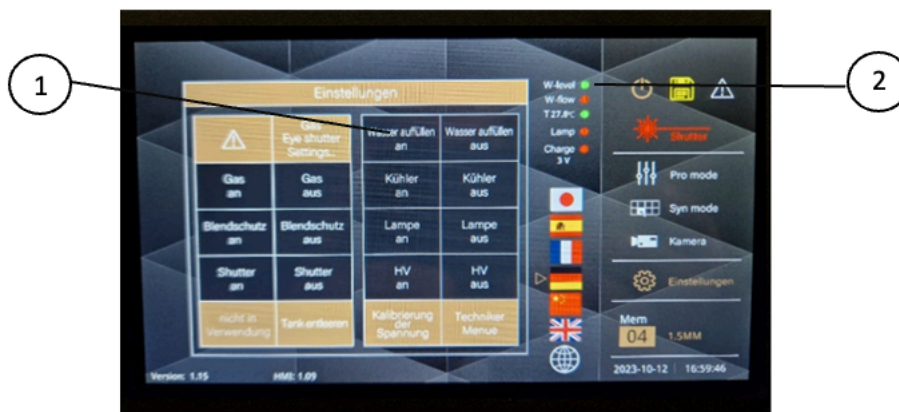 1
2
Einstellungen
Gas
Eye shutter
Settings..
Wasser auffüllen
an
Wasser auffüllen
aus
Gas
an
Gas
aus
Kühler
an
Kühler
aus
Blendschutz
an
Blendschutz
aus
Lampe
an
Lampe
aus
Shutter
an
Shutter
aus
HV
an
HV
aus
nicht in
Verwendung
Tank entleeren
Kalibrierung
der
Spannung
Techniker
Menue
W-level
W-flow
T27.8°C
Lamp
Charge
3 V
Shutter
Pro mode
Syn mode
Kamera
Einstellungen
Mem
04 1.5MM
Version: 1.15 HMI: 1.09
2023-10-12 16:59:46